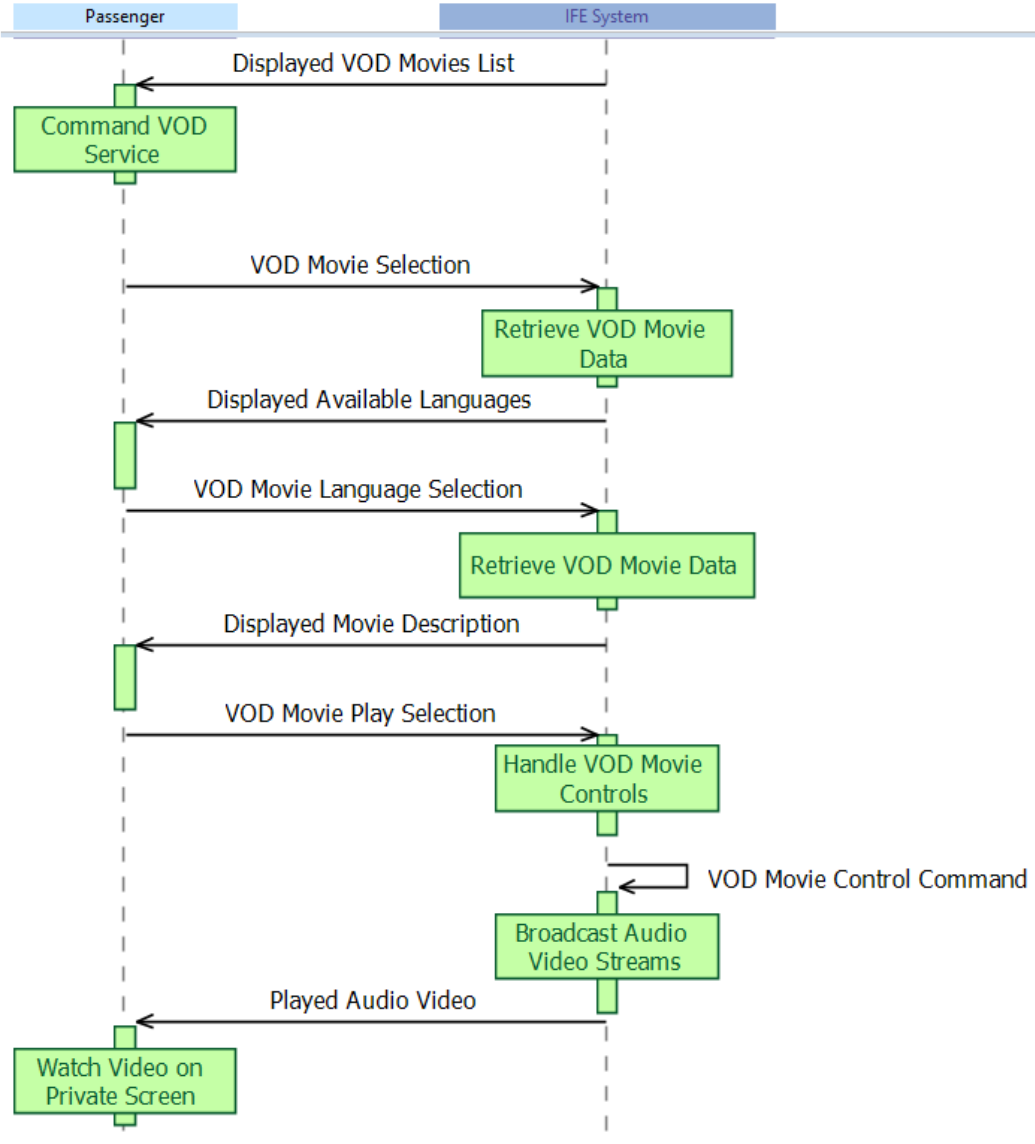 Passenger
IFE System
Displayed VOD Movies List
Command VOD
Service
VOD Movie Selection
Retrieve VOD Movie
Data
Displayed Available Languages
VOD Movie Language Selection
Retrieve VOD Movie Data
Displayed Movie Description
VOD Movie Play Selection
Handle VOD Movie
Controls
VOD Movie Control Command
Broadcast Audio
Video Streams
Played Audio Video
Watch Video on
Private Screen